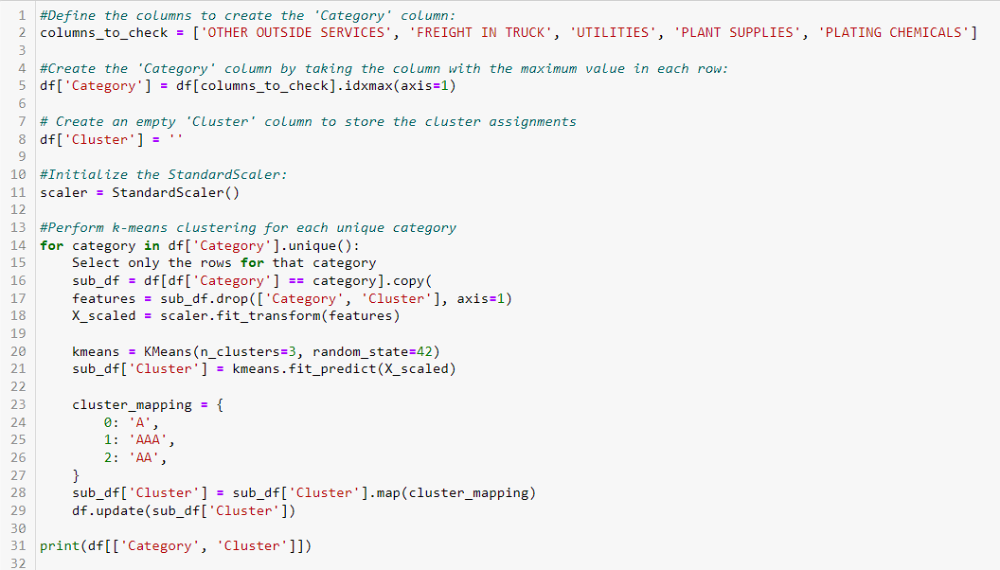 1 #Define the columns to create the 'Category' column:
2 columns_to_check = ['OTHER OUTSIDE SERVICES', 'FREIGHT IN TRUCK', 'UTILITIES', 'PLANT SUPPLIES', 'PLATING CHEMICALS']
3
4 #Create the 'Category' column by taking the column with the maximum value in each row:
5 df['Category'] = df[columns_to_check].idxmax(axis=1)
6
7 # Create an empty 'Cluster' column to store the cluster assignments
8 df['Cluster'] = ''
9
10 #Initialize the StandardScaler:
11 scaler = StandardScaler()
12
13 #Perform k-means clustering for each unique category
14 for category in df['Category'].unique():
15     Select only the rows for that category
16     sub_df = df[df['Category'] == category].copy(
17     features = sub_df.drop(['Category', 'Cluster'], axis=1)
18     X_scaled = scaler.fit_transform(features)
19
20     kmeans = KMeans(n_clusters=3, random_state=42)
21     sub_df['Cluster'] = kmeans.fit_predict(X_scaled)
22
23     cluster_mapping = {
24         0: 'A',
25         1: 'AAA',
26         2: 'AA',
27     }
28     sub_df['Cluster'] = sub_df['Cluster'].map(cluster_mapping)
29     df.update(sub_df['Cluster'])
30
31 print(df[['Category', 'Cluster']])
32